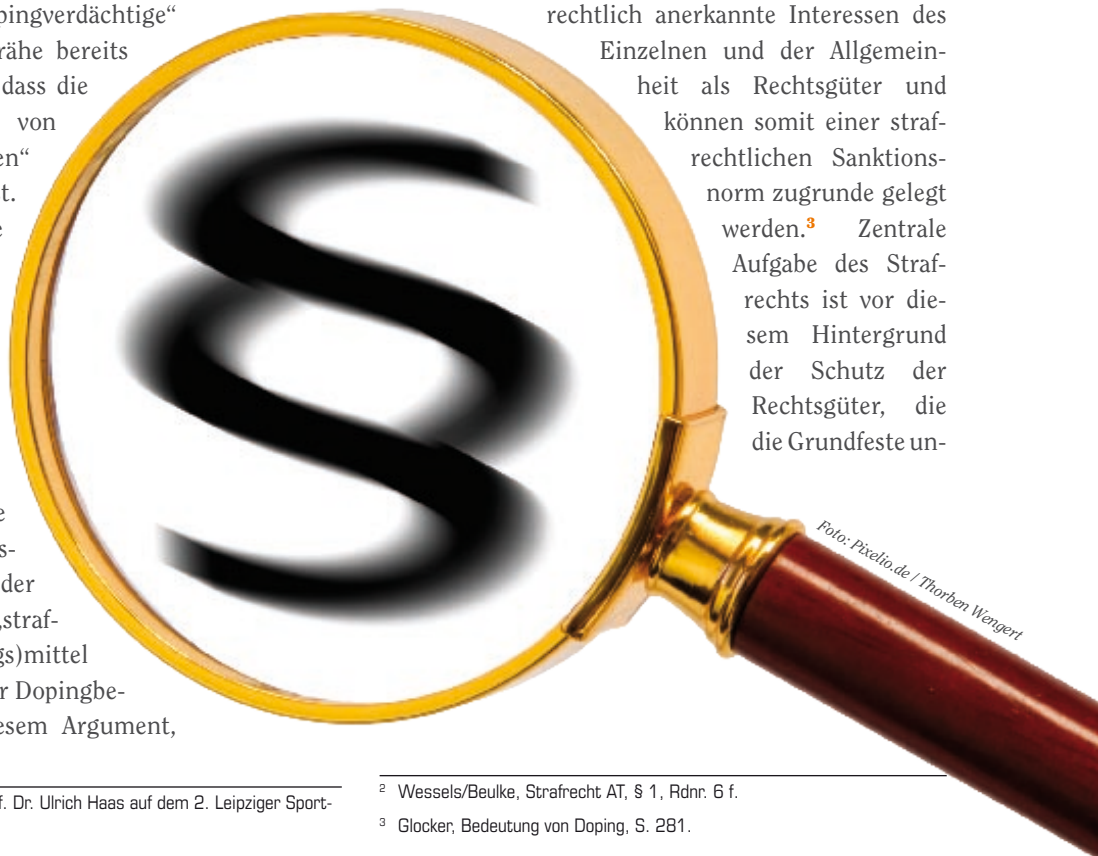 pingverdächtige“
rähe bereits
dass die
von
en“
t.
e
e
s-
der
„straf-
gs)mittel
r Dopingbe-
esem Argument,
f. Dr. Ulrich Haas auf dem 2. Leipziger Sport-
rechtlich anerkannte Interessen des
Einzelnen und der Allgemein-
heit als Rechtsgüter und
können somit einer straf-
rechtlichen Sanktions-
norm zugrunde gelegt
werden.³ Zentrale
Aufgabe des Straf-
rechts ist vor die-
sem Hintergrund
der Schutz der
Rechtsgüter, die
die Grundfeste un-
§
Foto: Pixelio.de / Thorben Wengert
² Wessels/Beulke, Strafrecht AT, § 1, Rdnr. 6 f.
³ Glocker, Bedeutung von Doping, S. 281.